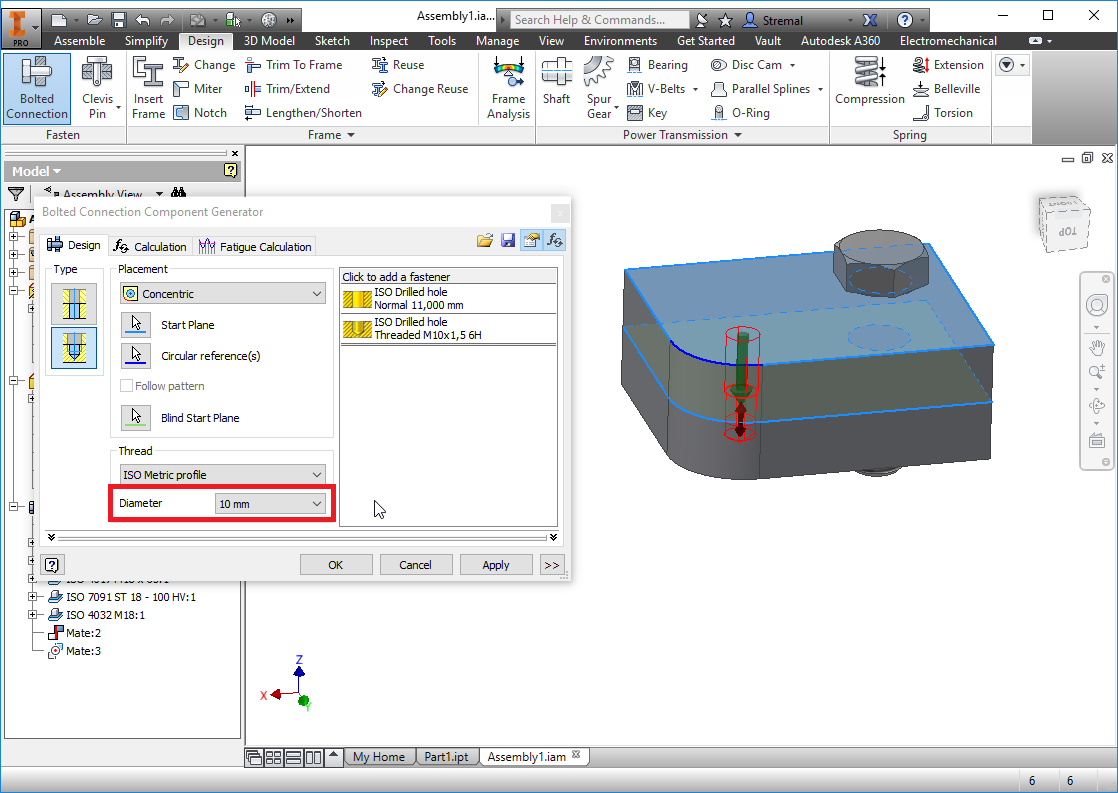 Assembly1.ia...
Search Help & Commands...
Stremal
PRO
Assemble Simplify Design 3D Model Sketch Inspect Tools Manage View Environments Get Started Vault Autodesk A360 Electromechanical
Bolted Connection
Clevis Pin
Fasten
Insert Frame
Change
Miter
Notch
Trim To Frame
Trim/Extend
Lengthen/Shorten
Reuse
Change Reuse
Frame Analysis
Frame
Shaft
Spur Gear
Bearing
V-Belts
Key
Disc Cam
Parallel Splines
O-Ring
Power Transmission
Compression
Extension
Belleville
Torsion
Spring
Model
Assembly View
Bolted Connection Component Generator
Design Calculation Fatigue Calculation
Type
Placement
Concentric
Start Plane
Circular reference(s)
Follow pattern
Blind Start Plane
Thread
ISO Metric profile
Diameter 10 mm
Click to add a fastener
ISO Drilled hole
Normal 11,000 mm
ISO Drilled hole
Threaded M10x1,5 6H
OK Cancel Apply >>
ISO 7091 ST 18 - 100 HV:1
ISO 4032 M18:1
Mate:2
Mate:3
TOP
Z
X
Y
My Home Part1.ipt Assembly1.iam
6 6